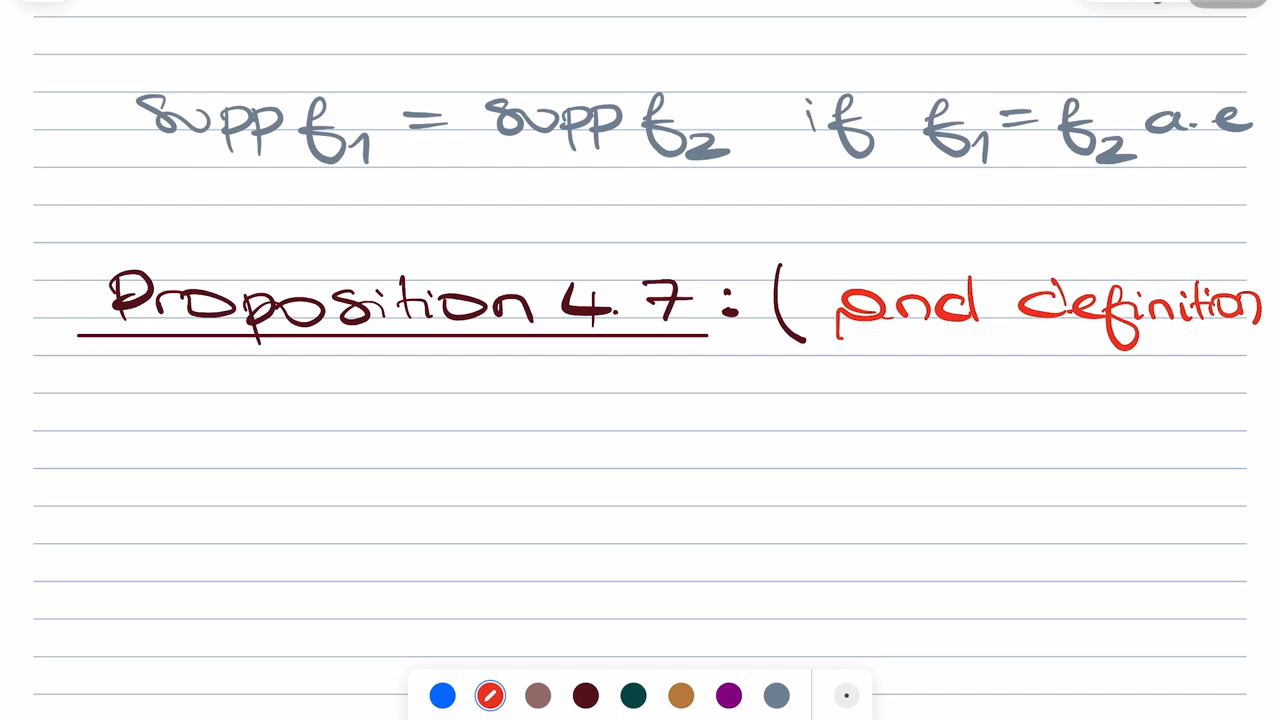 supp f₁ = supp f₂ if f₁ = f₂ a.e
Proposition 4.7 : ( and definition